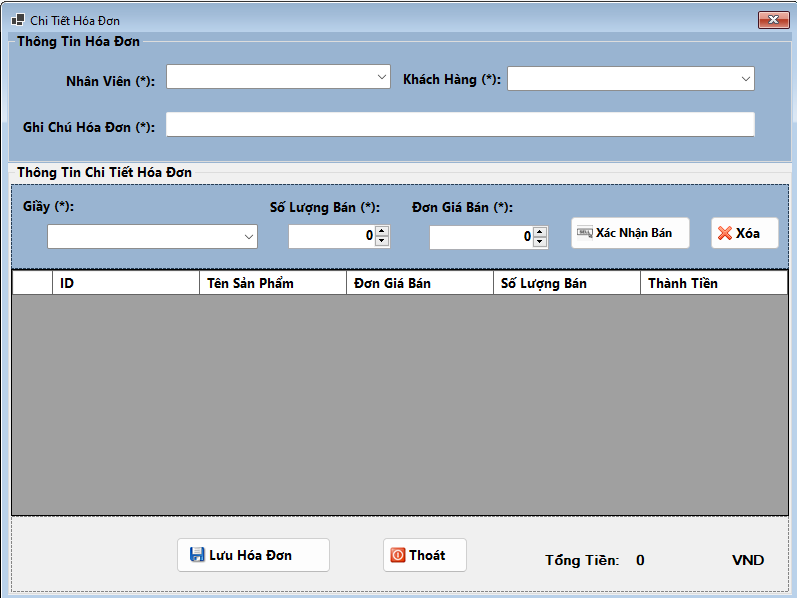 Chi Tiết Hóa Đơn
Thông Tin Hóa Đơn
Nhân Viên (*): Khách Hàng (*):
Ghi Chú Hóa Đơn (*):
Thông Tin Chi Tiết Hóa Đơn
Giầy (*): Số Lượng Bán (*): Đơn Giá Bán (*):
0 0 SELL Xác Nhận Bán Xóa
ID Tên Sản Phẩm Đơn Giá Bán Số Lượng Bán Thành Tiền
Lưu Hóa Đơn Thoát Tổng Tiền: 0 VND